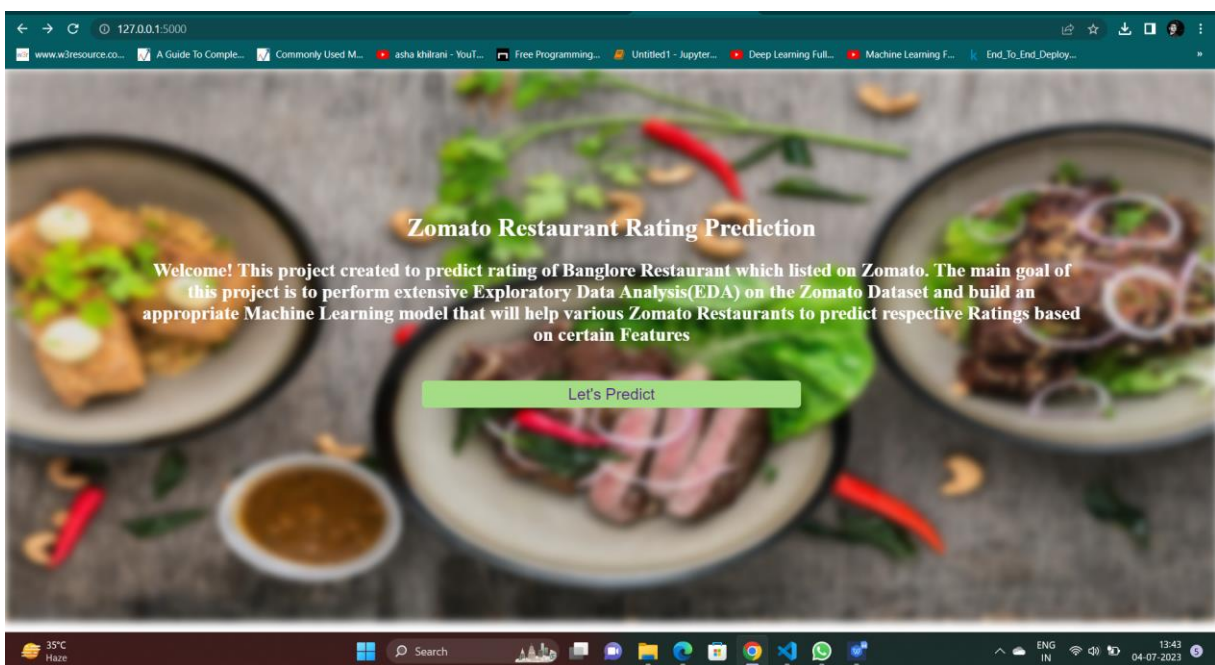 127.0.0.1:5000
www.w3resource.co...
A Guide To Comple...
Commonly Used M...
asha khilrani - YouT...
Free Programming...
Untitled1 - Jupyter...
Deep Learning Full...
Machine Learning F...
End_To_End_Deploy...
Zomato Restaurant Rating Prediction
Welcome! This project created to predict rating of Banglore Restaurant which listed on Zomato. The main goal of
this project is to perform extensive Exploratory Data Analysis(EDA) on the Zomato Dataset and build an
appropriate Machine Learning model that will help various Zomato Restaurants to predict respective Ratings based
on certain Features
Let's Predict
35°C
Haze
Search
ENG
IN
13:43
04-07-2023
5